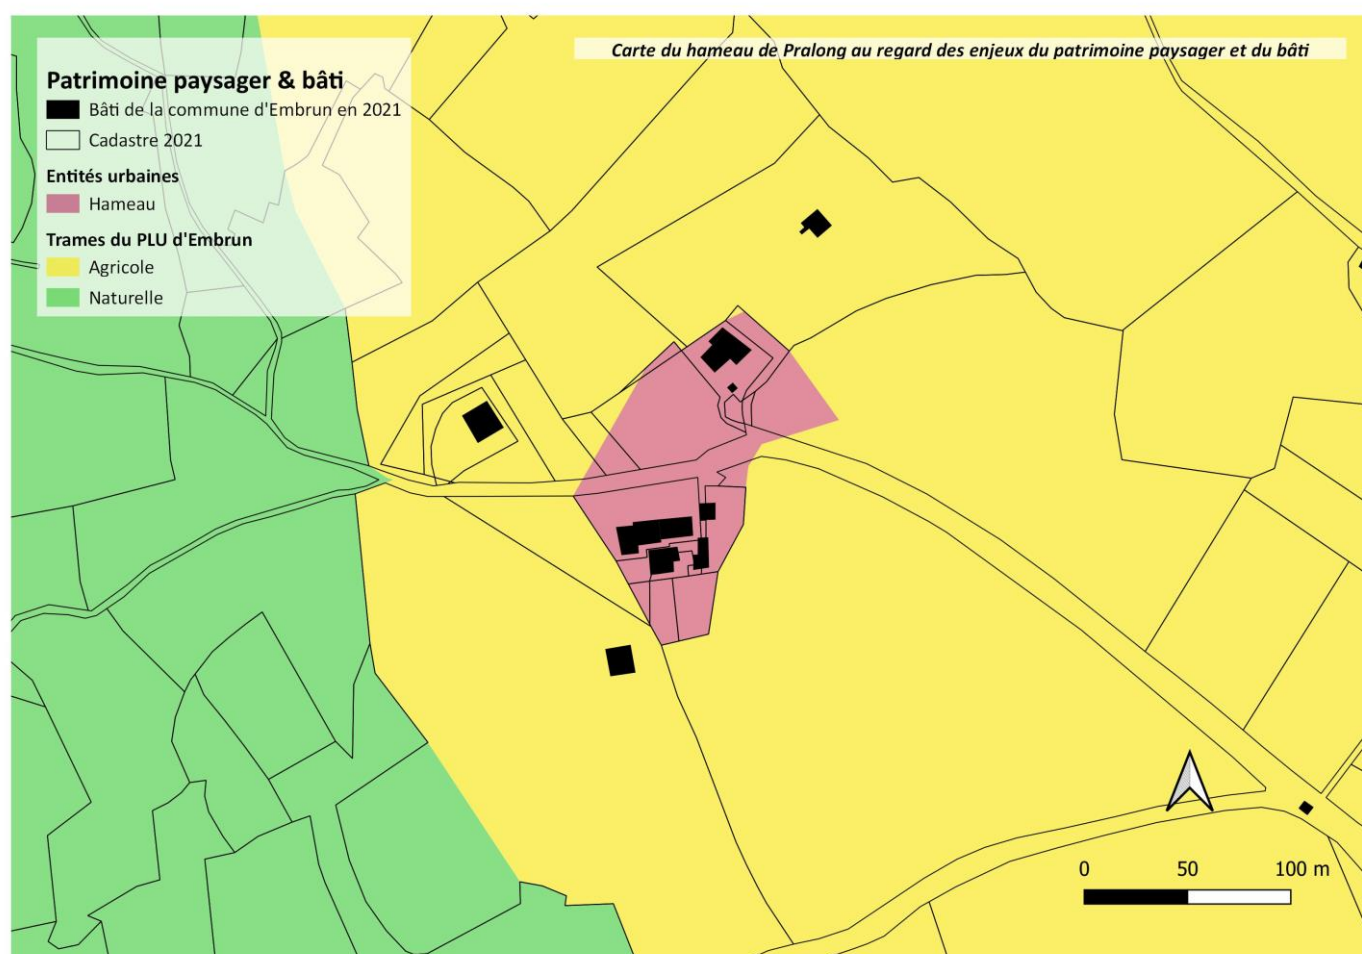 Carte du hameau de Pralong au regard des enjeux du patrimoine paysager et du bâti
Patrimoine paysager & bâti
Bâti de la commune d'Embrun en 2021
Cadastre 2021
Entités urbaines
Hameau
Trames du PLU d'Embrun
Agricole
Naturelle
0 50 100 m